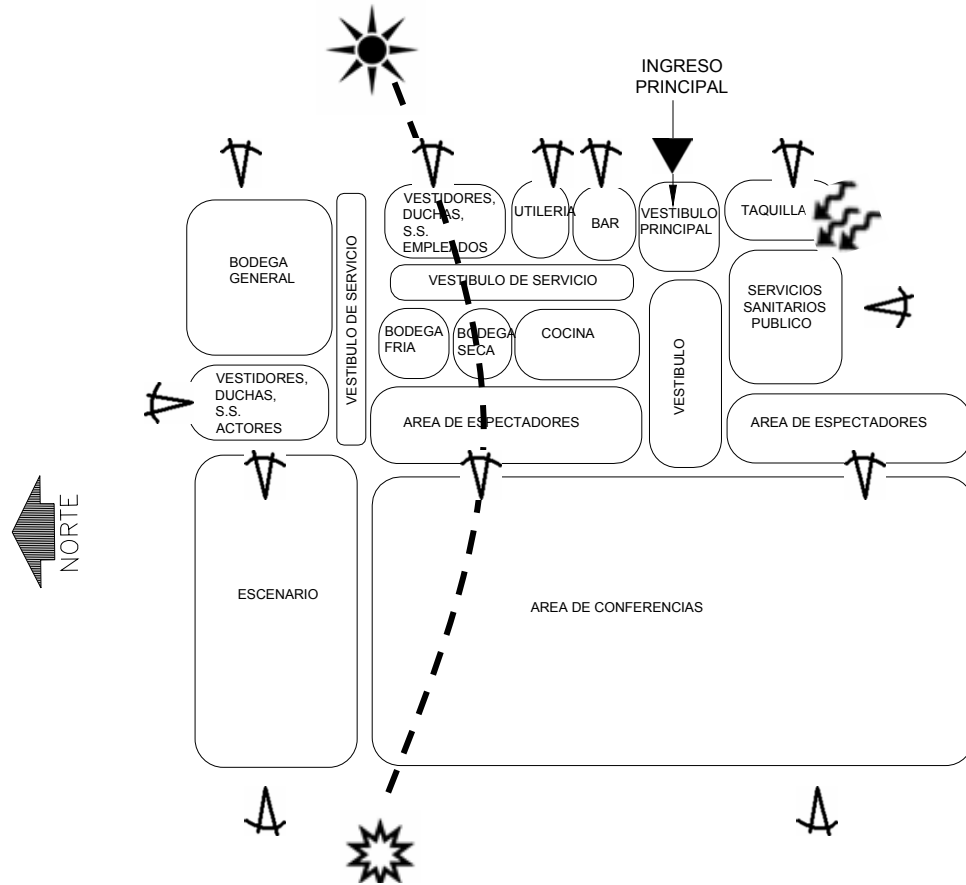 INGRESO
PRINCIPAL
VESTIDORES,
DUCHAS,
S.S.
EMPLEADOS
UTILERIA
BAR
VESTIBULO
PRINCIPAL
TAQUILLA
BODEGA
GENERAL
VESTIBULO DE SERVICIO
VESTIBULO DE SERVICIO
SERVICIOS
SANITARIOS
PUBLICO
BODEGA
FRIA
BODEGA
SECA
COCINA
VESTIBULO
VESTIDORES,
DUCHAS,
S.S.
ACTORES
AREA DE ESPECTADORES
AREA DE ESPECTADORES
NORTE
ESCENARIO
AREA DE CONFERENCIAS